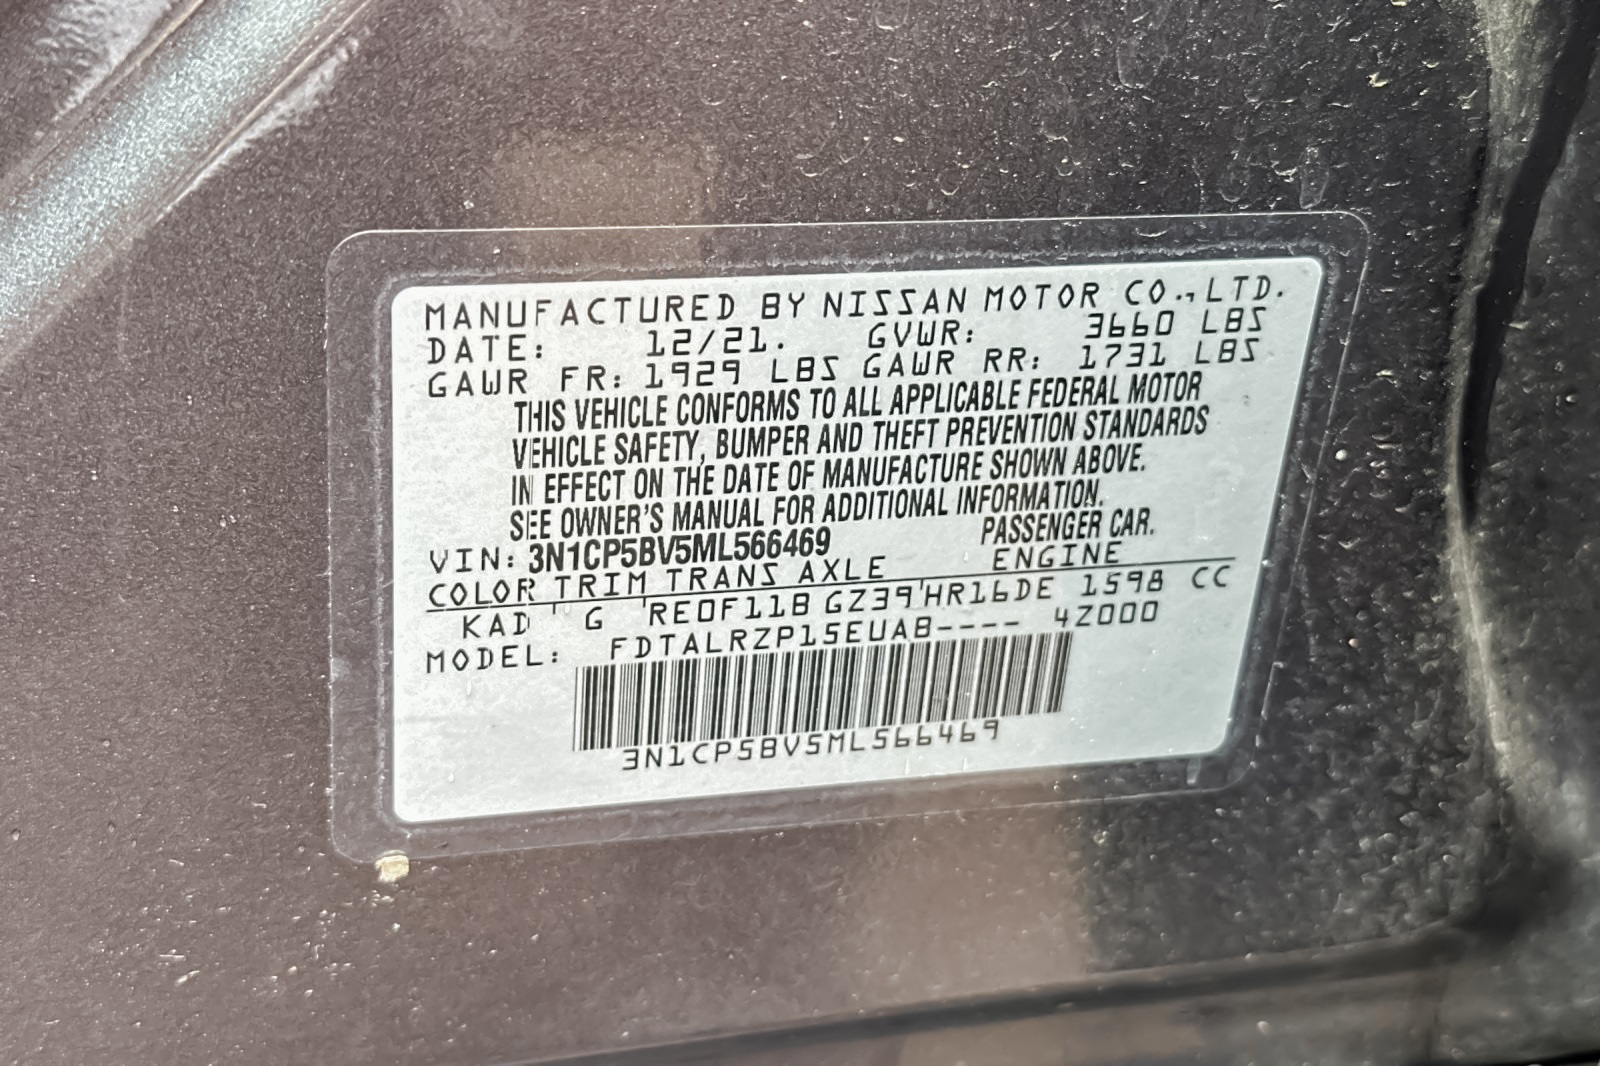 MANUFACTURED BY NISSAN MOTOR CO.,LTD.
DATE: 12/21. GVWR: 3660 LBS
GAWR FR: 1929 LBS GAWR RR: 1731 LBS
THIS VEHICLE CONFORMS TO ALL APPLICABLE FEDERAL MOTOR
VEHICLE SAFETY, BUMPER AND THEFT PREVENTION STANDARDS
IN EFFECT ON THE DATE OF MANUFACTURE SHOWN ABOVE.
SEE OWNER'S MANUAL FOR ADDITIONAL INFORMATION.
VIN: 3N1CP5BV5ML566469 PASSENGER CAR.
COLOR TRIM TRANS AXLE ENGINE
KAD G RE0F11B GZ39 HR16DE 1598 CC
MODEL: FDTALRZP15EUAB---- 4Z000
3N1CP5BV5ML566469